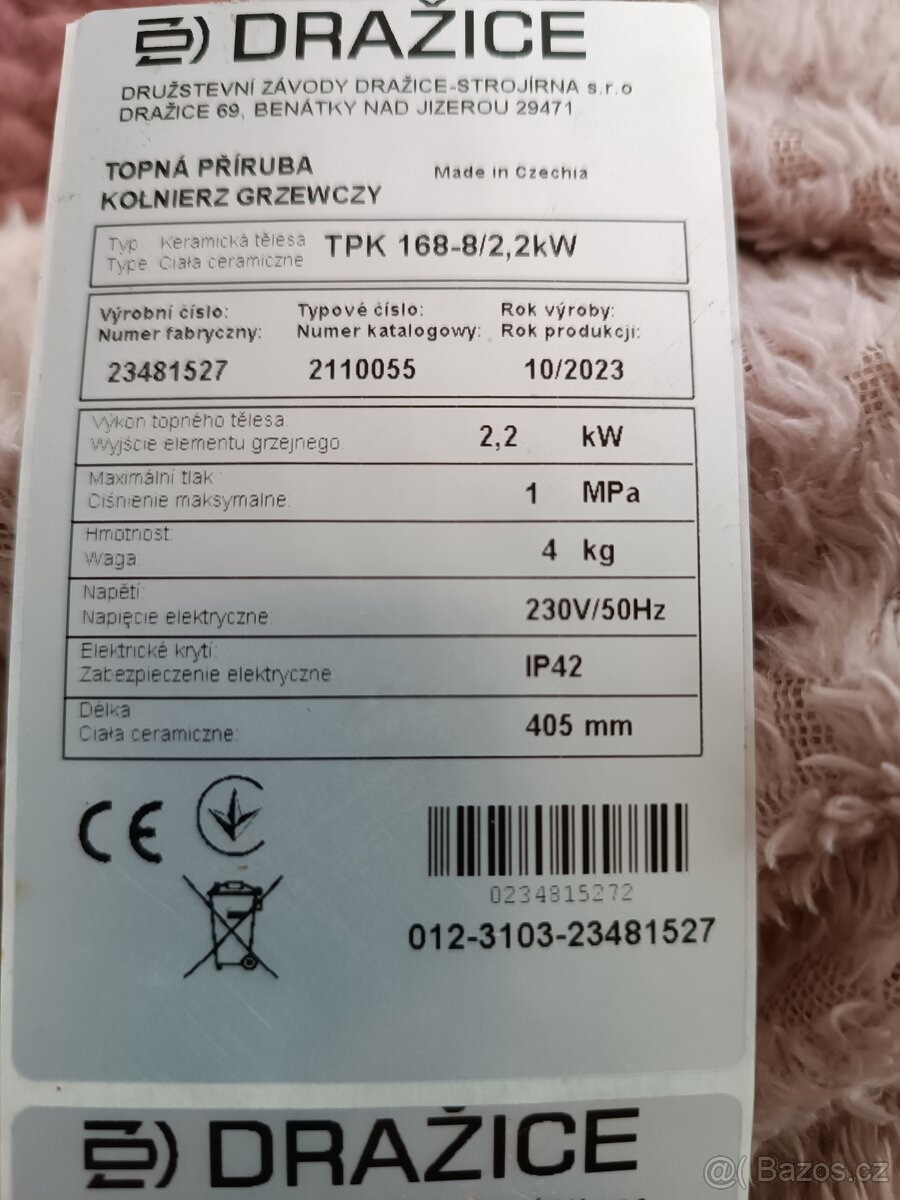 DRAŽICE
DRUŽSTEVNÍ ZÁVODY DRAŽICE-STROJÍRNA s.r.o
DRAŽICE 69, BENÁTKY NAD JIZEROU 29471
TOPNÁ PŘÍRUBA
Made in Czechia
KOŁNIERZ GRZEWCZY
Typ Keramická tělesa TPK 168-8/2,2kW
Type Ciała ceramiczne
Výrobní číslo: Typové číslo: Rok výroby:
Numer fabryczny: Numer katalogowy: Rok produkcji:
23481527 2110055 10/2023
Výkon topného tělesa:
Wyjście elementu grzejnego 2,2 kW
Maximální tlak:
Ciśnienie maksymalne: 1 MPa
Hmotnost:
Waga: 4 kg
Napětí:
Napięcie elektryczne 230V/50Hz
Elektrické krytí:
Zabezpieczenie elektryczne IP42
Délka
Ciała ceramiczne: 405 mm
CE
0234815272
012-3103-23481527
DRAŽICE
@( Bazos.cz